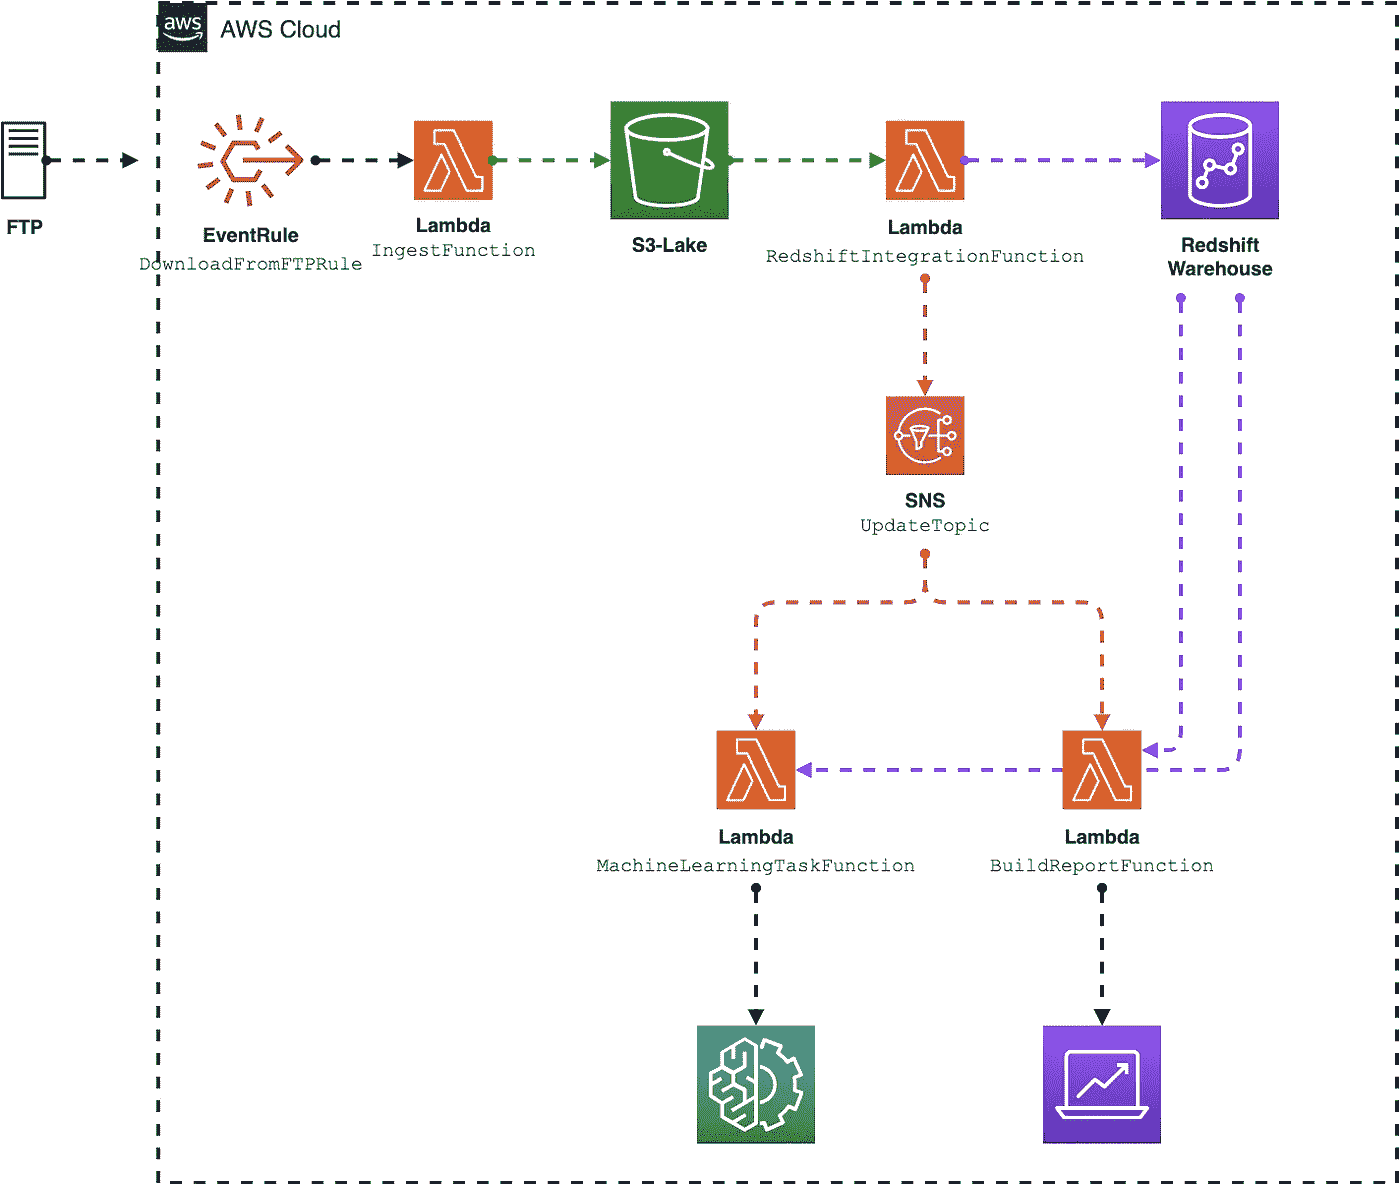 aws
AWS Cloud
FTP
EventRule
DownloadFromFTPRule
Lambda
IngestFunction
S3-Lake
Lambda
RedshiftIntegrationFunction
Redshift
Warehouse
SNS
UpdateTopic
Lambda
MachineLearningTaskFunction
Lambda
BuildReportFunction